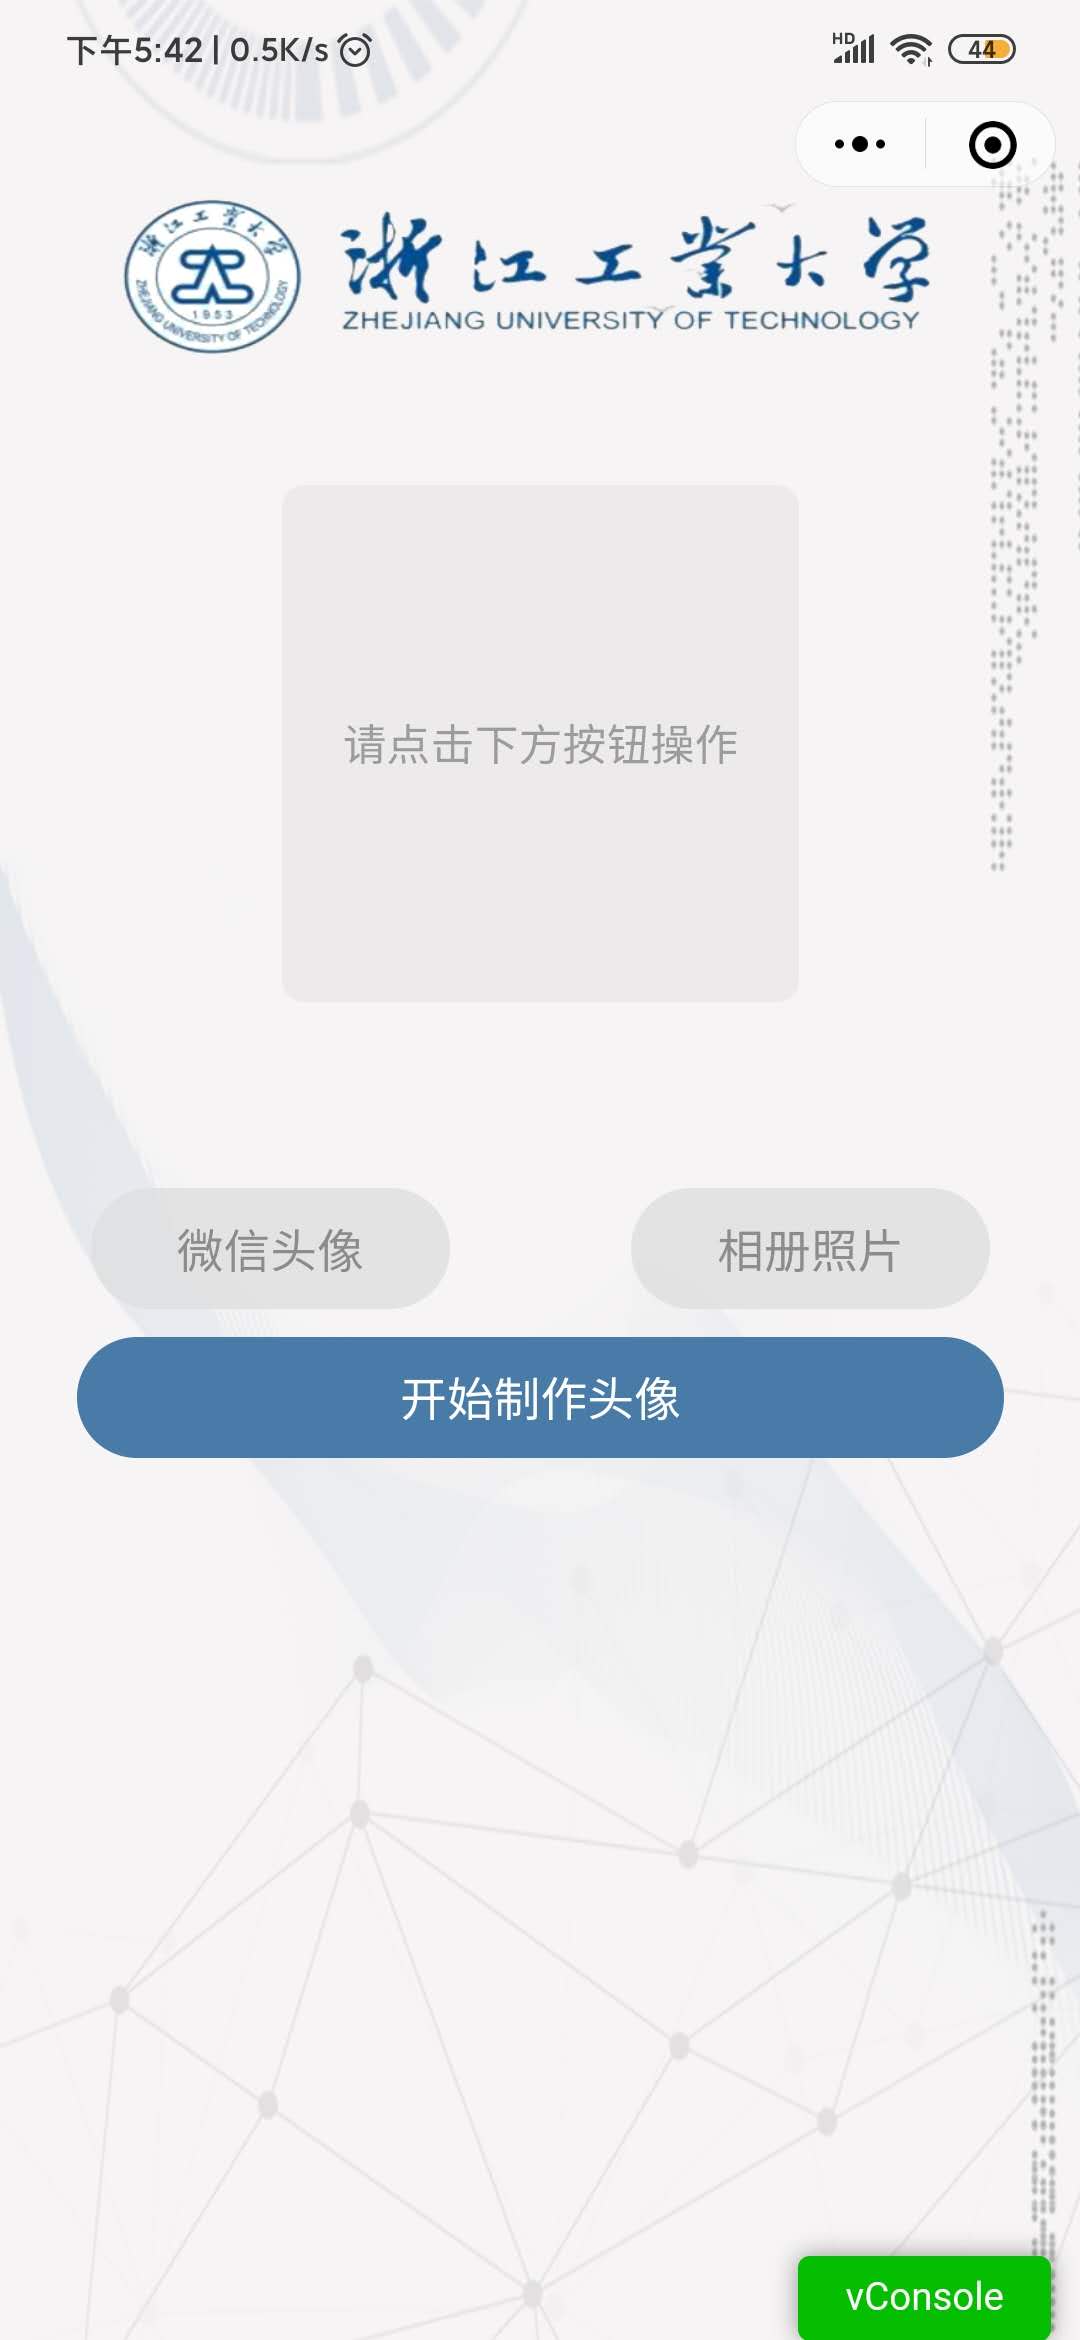 下午5:42 | 0.5K/s
HD
44
浙江工业大学
1953
ZHEJIANG UNIVERSITY OF TECHNOLOGY
浙江工業大学
ZHEJIANG UNIVERSITY OF TECHNOLOGY
请点击下方按钮操作
微信头像 相册照片
开始制作头像
vConsole